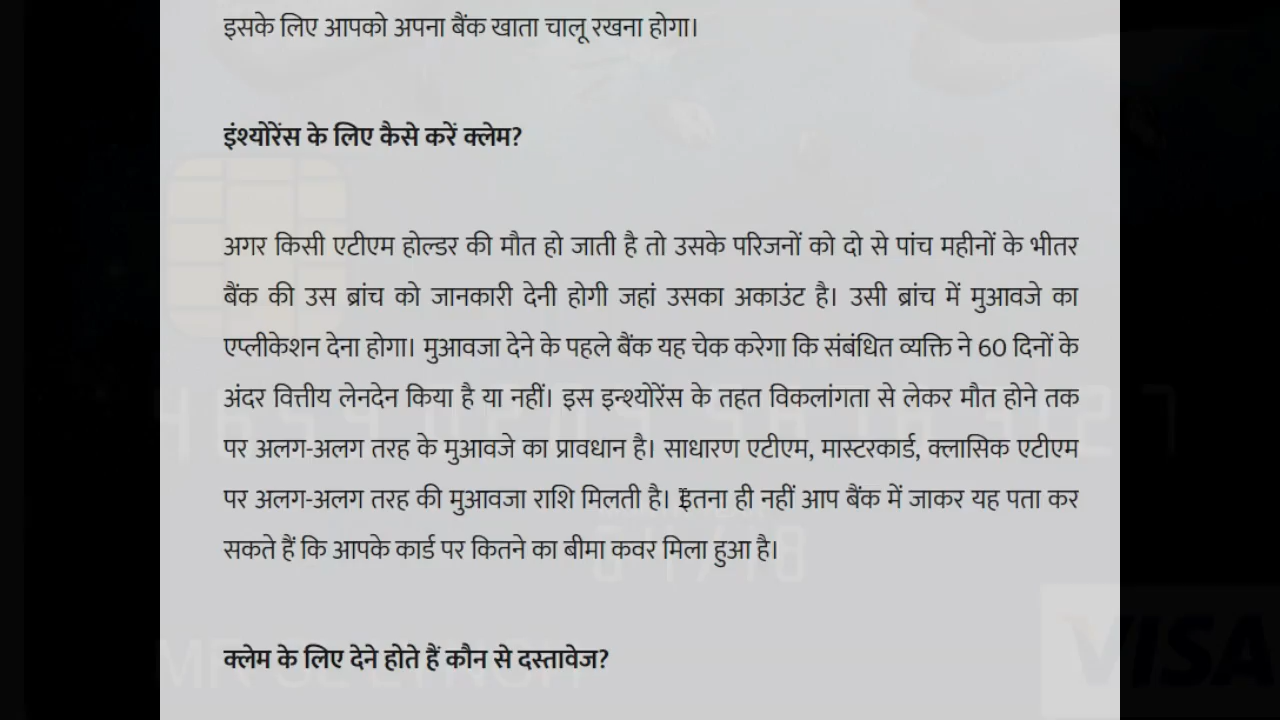 इसके लिए आपको अपना बैंक खाता चालू रखना होगा।
इंश्योरेंस के लिए कैसे करें क्लेम?
अगर किसी एटीएम होल्डर की मौत हो जाती है तो उसके परिजनों को दो से पांच महीनों के भीतर
बैंक की उस ब्रांच को जानकारी देनी होगी जहां उसका अकाउंट है। उसी ब्रांच में मुआवजे का
एप्लीकेशन देना होगा। मुआवजा देने के पहले बैंक यह चेक करेगा कि संबंधित व्यक्ति ने 60 दिनों के
अंदर वित्तीय लेनदेन किया है या नहीं। इस इन्श्योरेंस के तहत विकलांगता से लेकर मौत होने तक
पर अलग-अलग तरह के मुआवजे का प्रावधान है। साधारण एटीएम, मास्टरकार्ड, क्लासिक एटीएम
पर अलग-अलग तरह की मुआवजा राशि मिलती है। इतना ही नहीं आप बैंक में जाकर यह पता कर
सकते हैं कि आपके कार्ड पर कितने का बीमा कवर मिला हुआ है।
क्लेम के लिए देने होते हैं कौन से दस्तावेज?
VISA